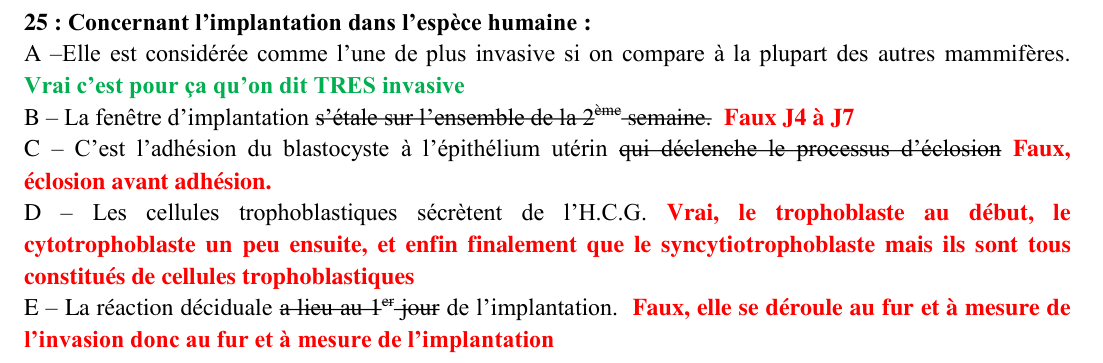 25 : Concernant l’implantation dans l’espèce humaine :
A –Elle est considérée comme l’une de plus invasive si on compare à la plupart des autres mammifères.
Vrai c’est pour ça qu’on dit TRES invasive
B – La fenêtre d’implantation s’étale sur l’ensemble de la 2ème semaine. Faux J4 à J7
C – C’est l’adhésion du blastocyste à l’épithélium utérin qui déclenche le processus d’éclosion Faux,
éclosion avant adhésion.
D – Les cellules trophoblastiques sécrètent de l’H.C.G. Vrai, le trophoblaste au début, le
cytotrophoblaste un peu ensuite, et enfin finalement que le syncytiotrophoblaste mais ils sont tous
constitués de cellules trophoblastiques
E – La réaction déciduale a lieu au 1er jour de l’implantation. Faux, elle se déroule au fur et à mesure de
l’invasion donc au fur et à mesure de l’implantation